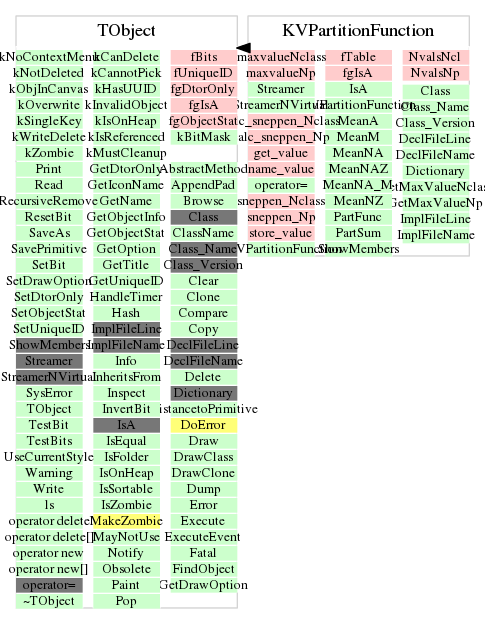 TObject
kNoContextMenu kCanDelete fBits
kNotDeleted kCannotPick fUniqueID
kObjInCanvas kHasUUID fgDtorOnly
kOverwrite kInvalidObject fgIsA
kSingleKey kIsOnHeap fgObjectStat
kWriteDelete kIsReferenced kBitMask
kZombie kMustCleanup
Print GetDtorOnly AbstractMethod
Read GetIconName AppendPad
RecursiveRemove GetName Browse
ResetBit GetObjectInfo Class
SaveAs GetObjectStat ClassName
SavePrimitive GetOption Class_Name
SetBit GetTitle Class_Version
SetDrawOption GetUniqueID Clear
SetDtorOnly HandleTimer Clone
SetObjectStat Hash Compare
SetUniqueID ImplFileLine Copy
ShowMembers ImplFileName DeclFileLine
Streamer Info DeclFileName
StreamerNVirtual InheritsFrom Delete
SysError Inspect Dictionary
TObject InvertBit istancetoPrimitive
TestBit IsA DoError
TestBits IsEqual Draw
UseCurrentStyle IsFolder DrawClass
Warning IsOnHeap DrawClone
Write IsSortable Dump
ls IsZombie Error
operator delete MakeZombie Execute
operator delete[] MayNotUse ExecuteEvent
operator new Notify Fatal
operator new[] Obsolete FindObject
operator= Paint GetDrawOption
~TObject Pop
KVPartitionFunction
maxvalueNclass fTable NvalsNcl
maxvalueNp fgIsA NvalsNp
Streamer IsA Class
StreamerNVirtual VPartitionFunction Class_Name
c_sneppen_Nclass MeanA Class_Version
alc_sneppen_Np MeanM DeclFileLine
get_value MeanNA DeclFileName
name_value MeanNAZ Dictionary
operator= MeanNA_M etMaxValueNclas
sneppen_Nclass MeanNZ GetMaxValueNp
sneppen_Np PartFunc ImplFileLine
store_value PartSum ImplFileName
VPartitionFunction ShowMembers